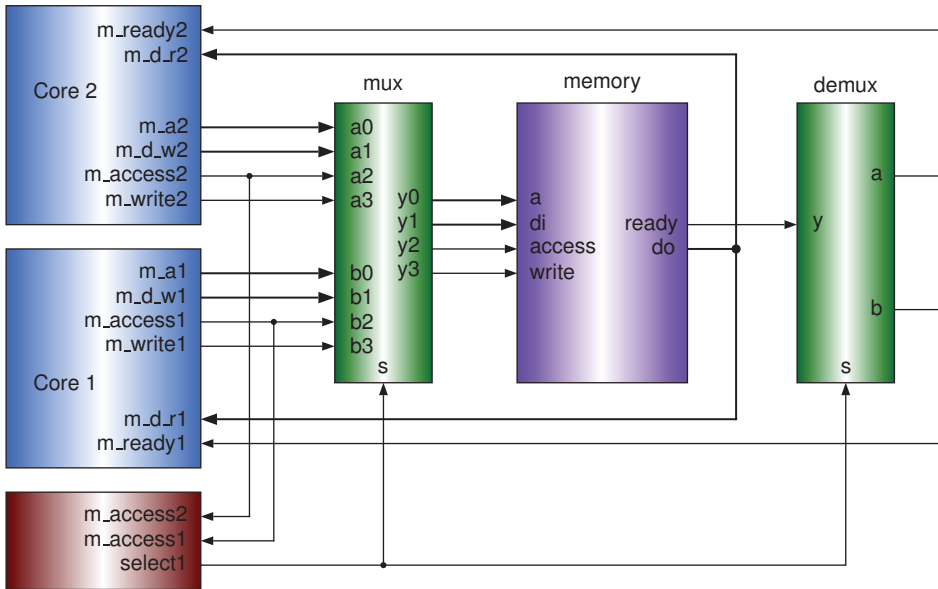 m_ready2
m_d_r2
Core 2
m_a2
m_d_w2
m_access2
m_write2
m_a1
m_d_w1
m_access1
m_write1
Core 1
m_d_r1
m_ready1
m_access2
m_access1
select1
mux
a0
a1
a2
a3
y0
y1
y2
y3
b0
b1
b2
b3
s
memory
a
di
access
write
ready
do
demux
a
y
b
s